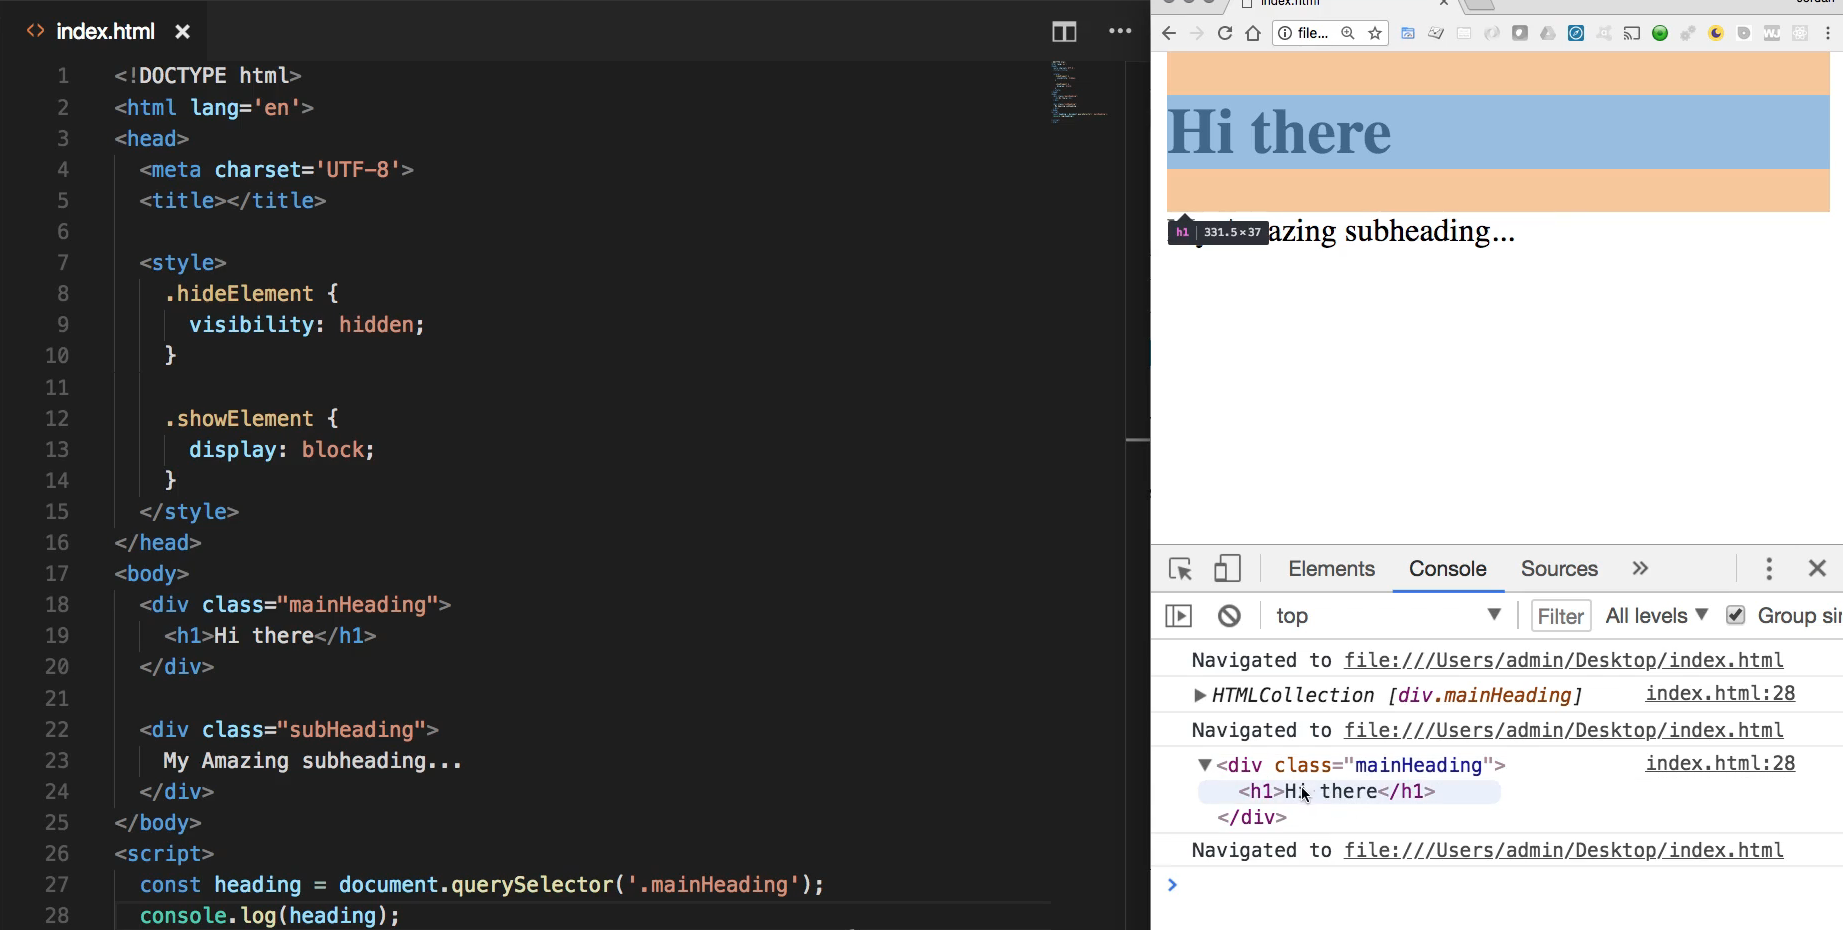 index.html
1 <!DOCTYPE html>
2 <html lang='en'>
3 <head>
4 <meta charset='UTF-8'>
5 <title></title>
6
7 <style>
8 .hideElement {
9 visibility: hidden;
10 }
11
12 .showElement {
13 display: block;
14 }
15 </style>
16 </head>
17 <body>
18 <div class="mainHeading">
19 <h1>Hi there</h1>
20 </div>
21
22 <div class="subHeading">
23 My Amazing subheading...
24 </div>
25 </body>
26 <script>
27 const heading = document.querySelector('.mainHeading');
28 console.log(heading);
index.html
file...
Hi there
h1 331.5×37 azing subheading...
Elements Console Sources »
top Filter All levels Group
Navigated to file:///Users/admin/Desktop/index.html
HTMLCollection [div.mainHeading] index.html:28
Navigated to file:///Users/admin/Desktop/index.html
<div class="mainHeading"> index.html:28
<h1>Hi there</h1>
</div>
Navigated to file:///Users/admin/Desktop/index.html